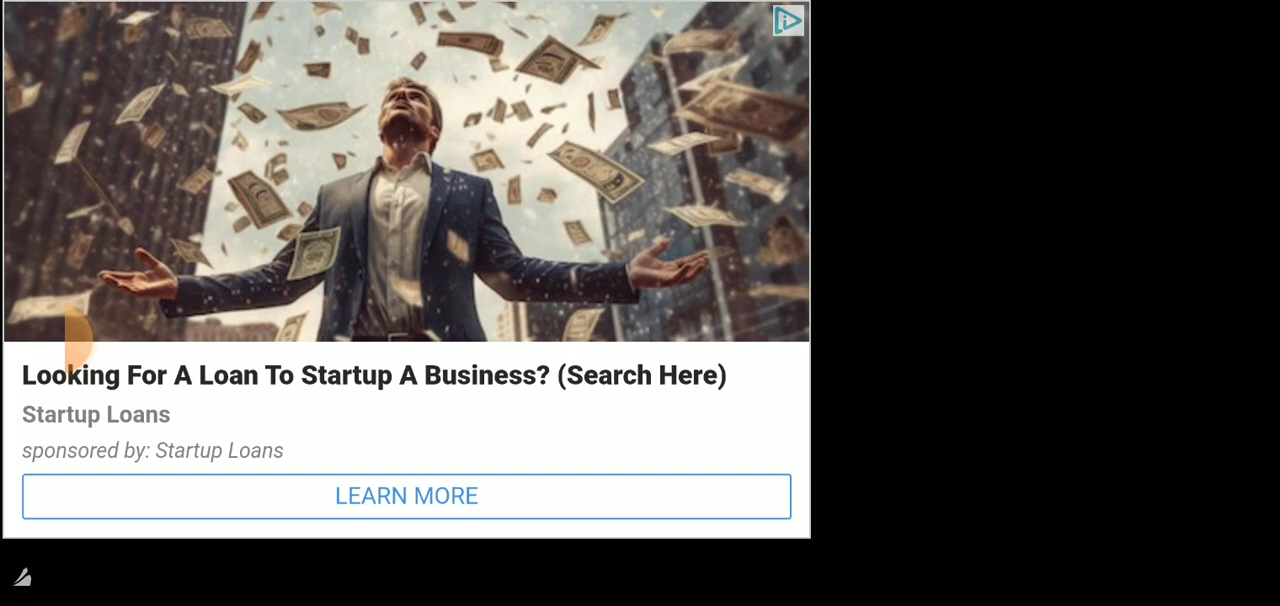 Looking For A Loan To Startup A Business? (Search Here)
Startup Loans
sponsored by: Startup Loans
LEARN MORE